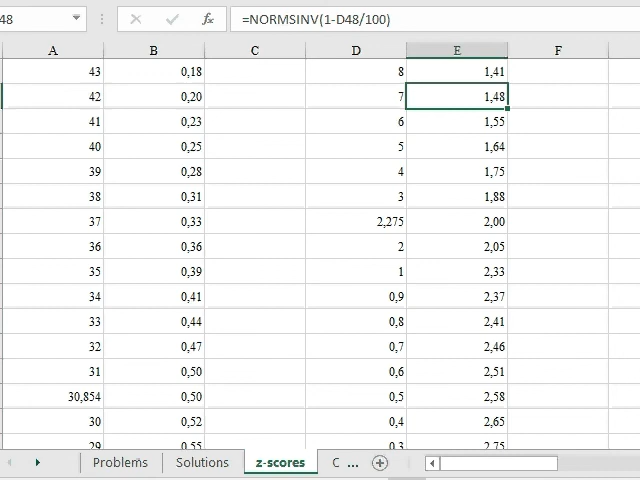 48 fx =NORMSINV(1-D48/100)
A B C D E F
43 0,18 8 1,41
42 0,20 7 1,48
41 0,23 6 1,55
40 0,25 5 1,64
39 0,28 4 1,75
38 0,31 3 1,88
37 0,33 2,275 2,00
36 0,36 2 2,05
35 0,39 1 2,33
34 0,41 0,9 2,37
33 0,44 0,8 2,41
32 0,47 0,7 2,46
31 0,50 0,6 2,51
30,854 0,50 0,5 2,58
30 0,52 0,4 2,65
29 0,55 0,3 2,75
Problems Solutions z-scores C ...